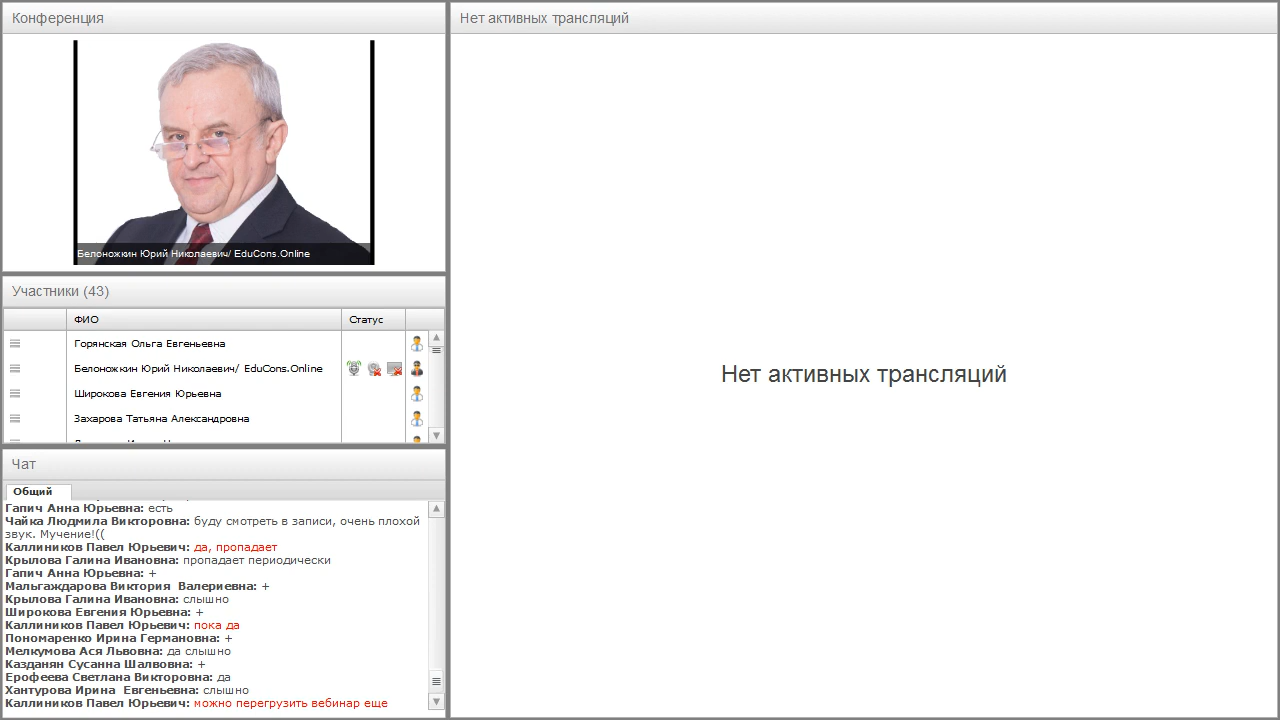 Конференция
Белоножкин Юрий Николаевич/ EduCons.Online
Участники (43)
ФИО
Статус
Горянская Ольга Евгеньевна
Белоножкин Юрий Николаевич/ EduCons.Online
Широкова Евгения Юрьевна
Захарова Татьяна Александровна
Чат
Общий
Гапич Анна Юрьевна: есть
Чайка Людмила Викторовна: буду смотреть в записи, очень плохой
звук. Мучение!((
Каллиников Павел Юрьевич: да, пропадает
Крылова Галина Ивановна: пропадает периодически
Гапич Анна Юрьевна: +
Мальгаждарова Виктория Валериевна: +
Крылова Галина Ивановна: слышно
Широкова Евгения Юрьевна: +
Каллиников Павел Юрьевич: пока да
Пономаренко Ирина Германовна: +
Мелкумова Ася Львовна: да слышно
Казданян Сусанна Шалвовна: +
Ерофеева Светлана Викторовна: да
Хантурова Ирина Евгеньевна: слышно
Каллиников Павел Юрьевич: можно перегрузить вебинар еще
Нет активных трансляций
Нет активных трансляций